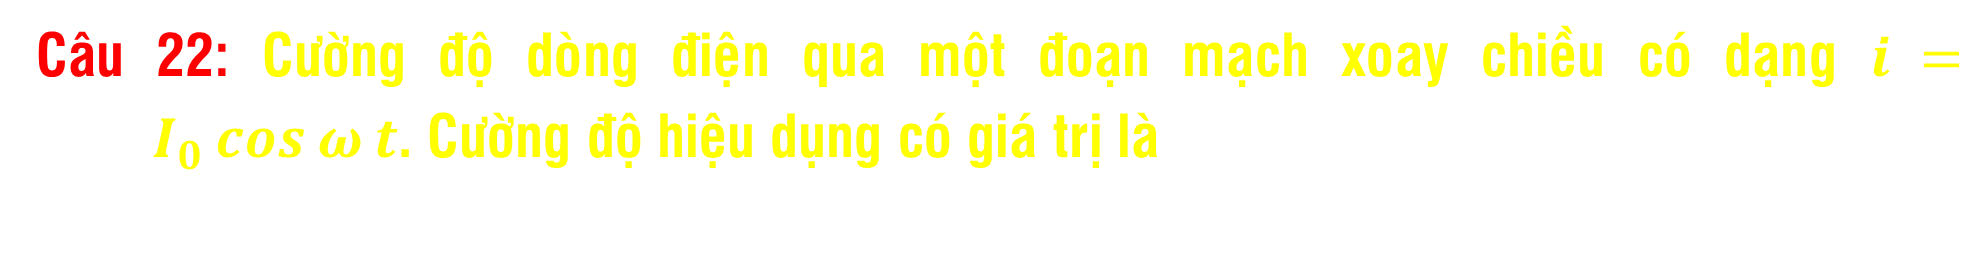 Câu 22: Cường độ dòng điện qua một đoạn mạch xoay chiều có dạng i =
I₀ cos ω t. Cường độ hiệu dụng có giá trị là